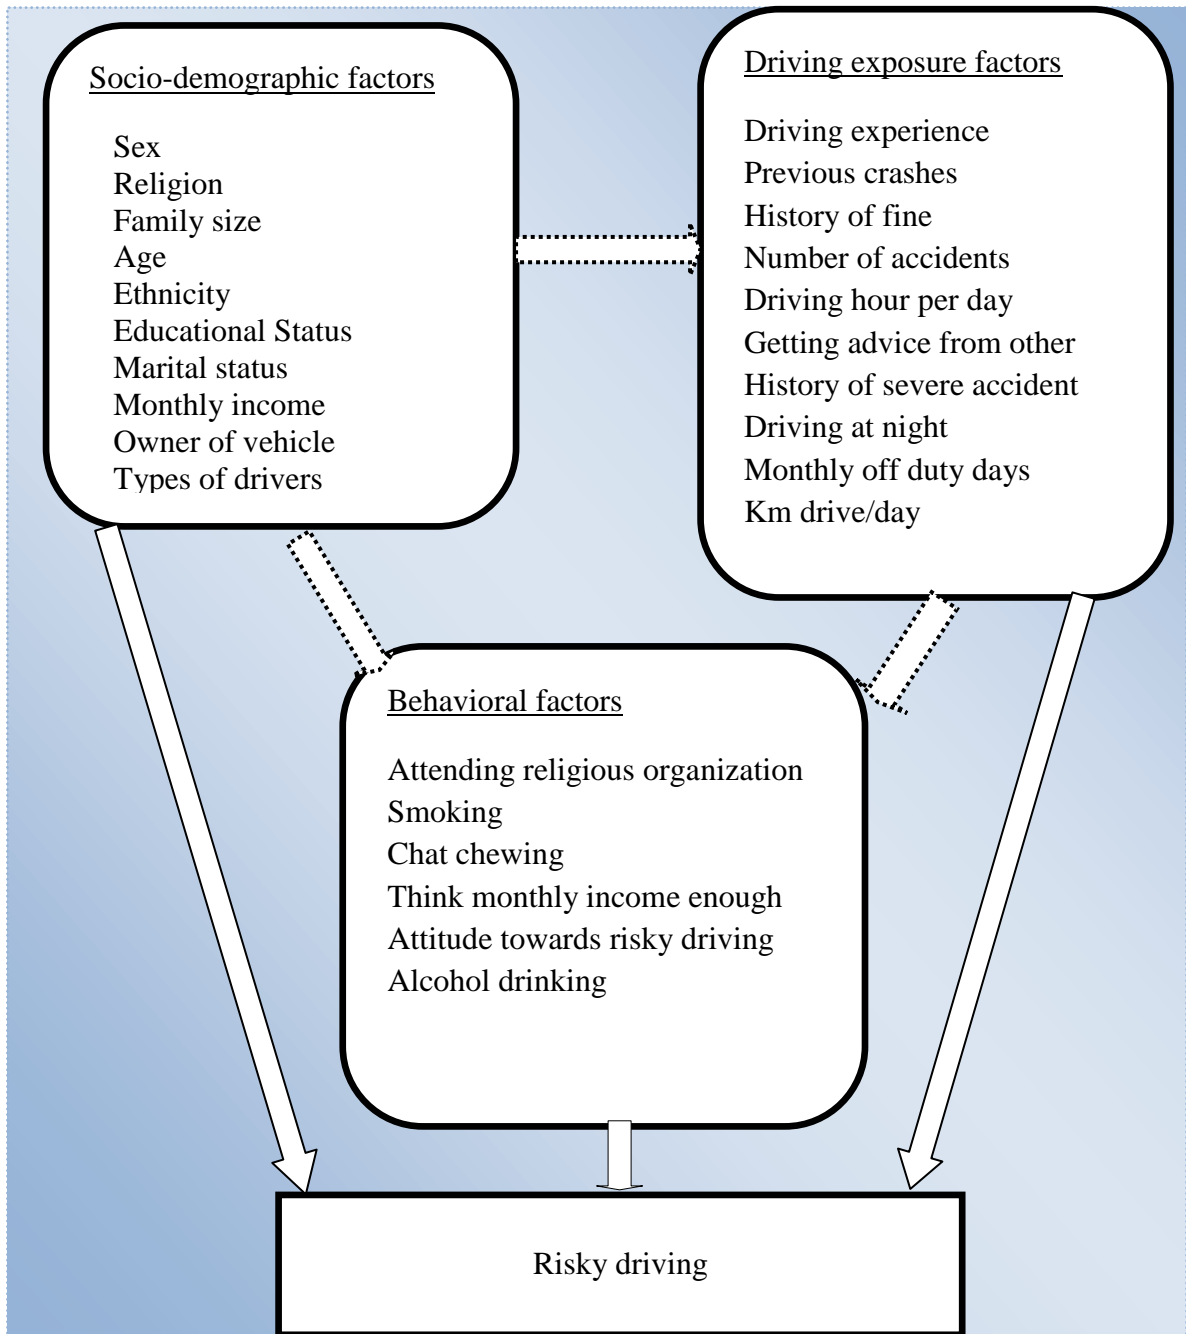 Socio-demographic factors
Sex
Religion
Family size
Age
Ethnicity
Educational Status
Marital status
Monthly income
Owner of vehicle
Types of drivers
Driving exposure factors
Driving experience
Previous crashes
History of fine
Number of accidents
Driving hour per day
Getting advice from other
History of severe accident
Driving at night
Monthly off duty days
Km drive/day
Behavioral factors
Attending religious organization
Smoking
Chat chewing
Think monthly income enough
Attitude towards risky driving
Alcohol drinking
Risky driving